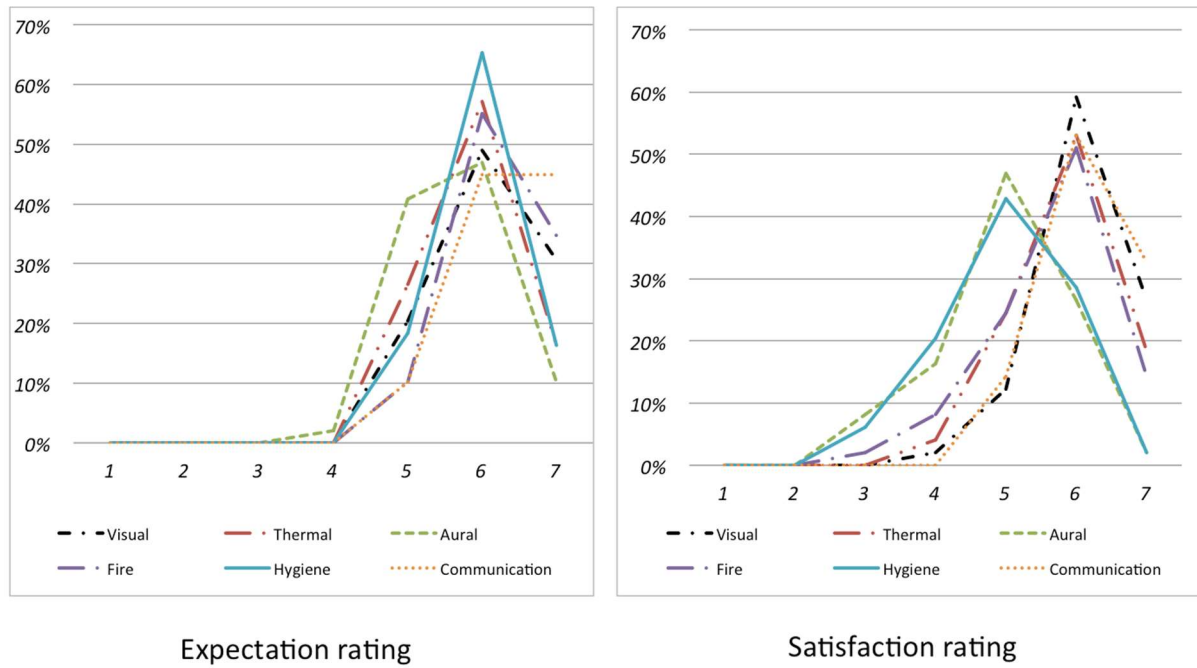 70%
60%
50%
40%
30%
20%
10%
0%
1 2 3 4 5 6 7
Visual Thermal Aural
Fire Hygiene Communication
Expectation rating
70%
60%
50%
40%
30%
20%
10%
0%
1 2 3 4 5 6 7
Visual Thermal Aural
Fire Hygiene Communication
Satisfaction rating